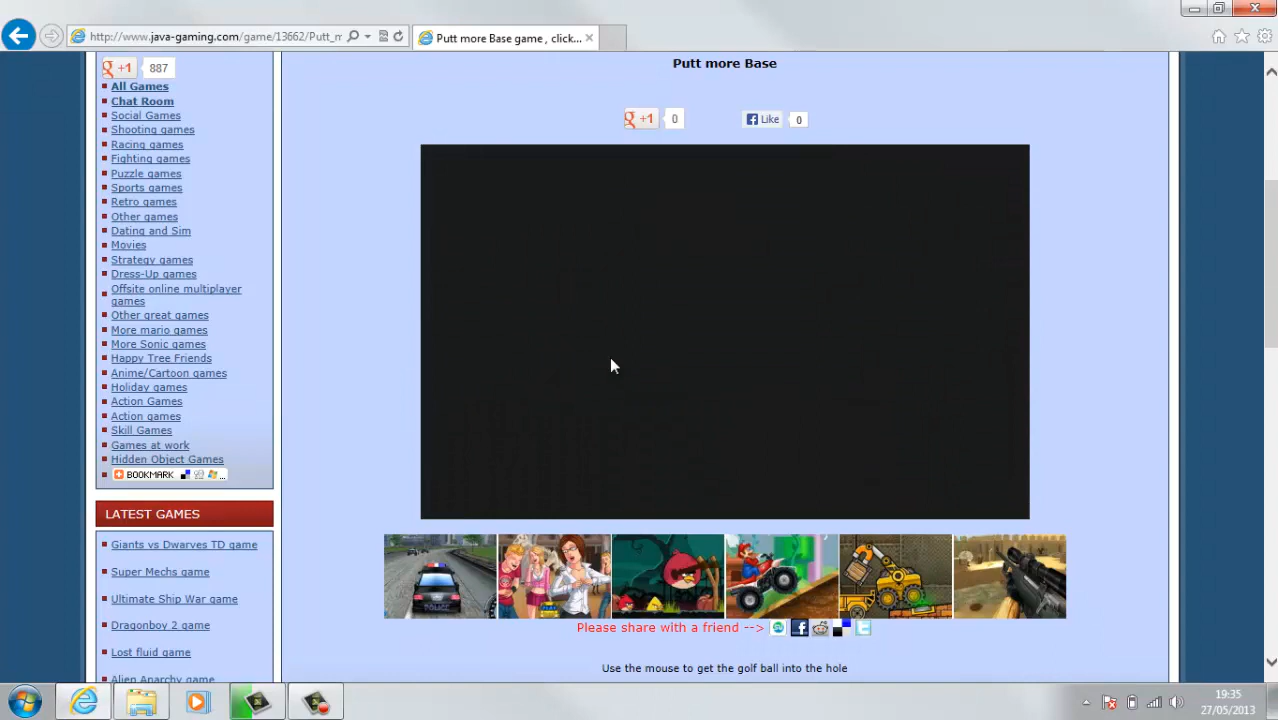 http://www.java-gaming.com/game/13662/Putt_m
Putt more Base game , click...
+1 887
All Games
Chat Room
Social Games
Shooting games
Racing games
Fighting games
Puzzle games
Sports games
Retro games
Other games
Dating and Sim
Movies
Strategy games
Dress-Up games
Offsite online multiplayer
games
Other great games
More mario games
More Sonic games
Happy Tree Friends
Anime/Cartoon games
Holiday games
Action Games
Action games
Skill Games
Games at work
Hidden Object Games
BOOKMARK ...
LATEST GAMES
Giants vs Dwarves TD game
Super Mechs game
Ultimate Ship War game
Dragonboy 2 game
Lost fluid game
Alien Anarchy game
Putt more Base
+1 0 Like 0
POLICE
Please share with a friend -->
Use the mouse to get the golf ball into the hole
19:35
27/05/2013